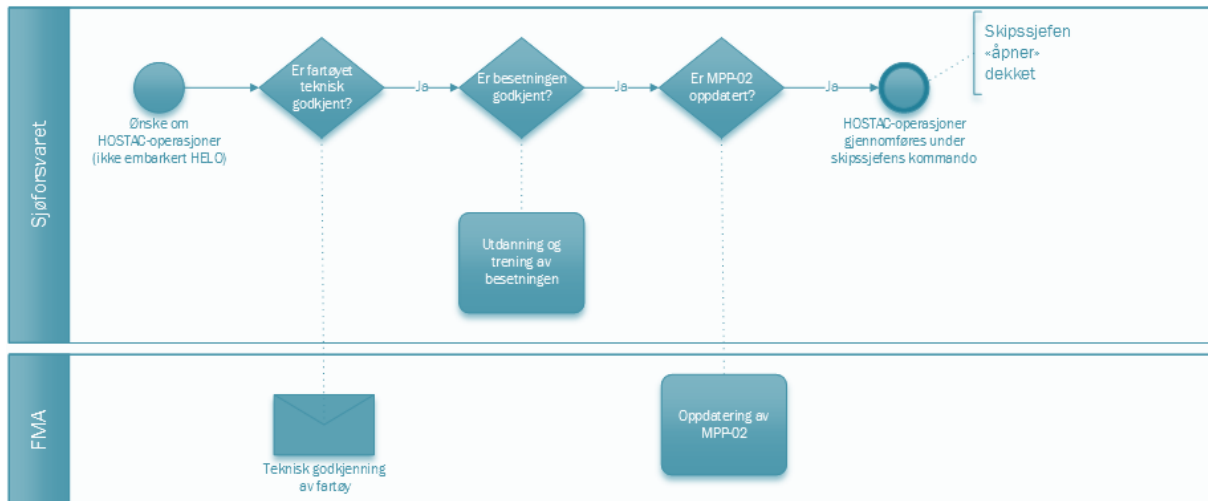 Sjøforsvaret
Ønske om
HOSTAC-operasjoner
(ikke embarkert HELO)
Er fartøyet
teknisk
godkjent?
Ja
Er besetningen
godkjent?
Ja
Er MPP-02
oppdatert?
Ja
HOSTAC-operasjoner
gjennomføres under
skipssjefens kommando
Skipssjefen
«åpner»
dekket
Utdanning og
trening av
besetningen
FMA
Teknisk godkjenning
av fartøy
Oppdatering av
MPP-02